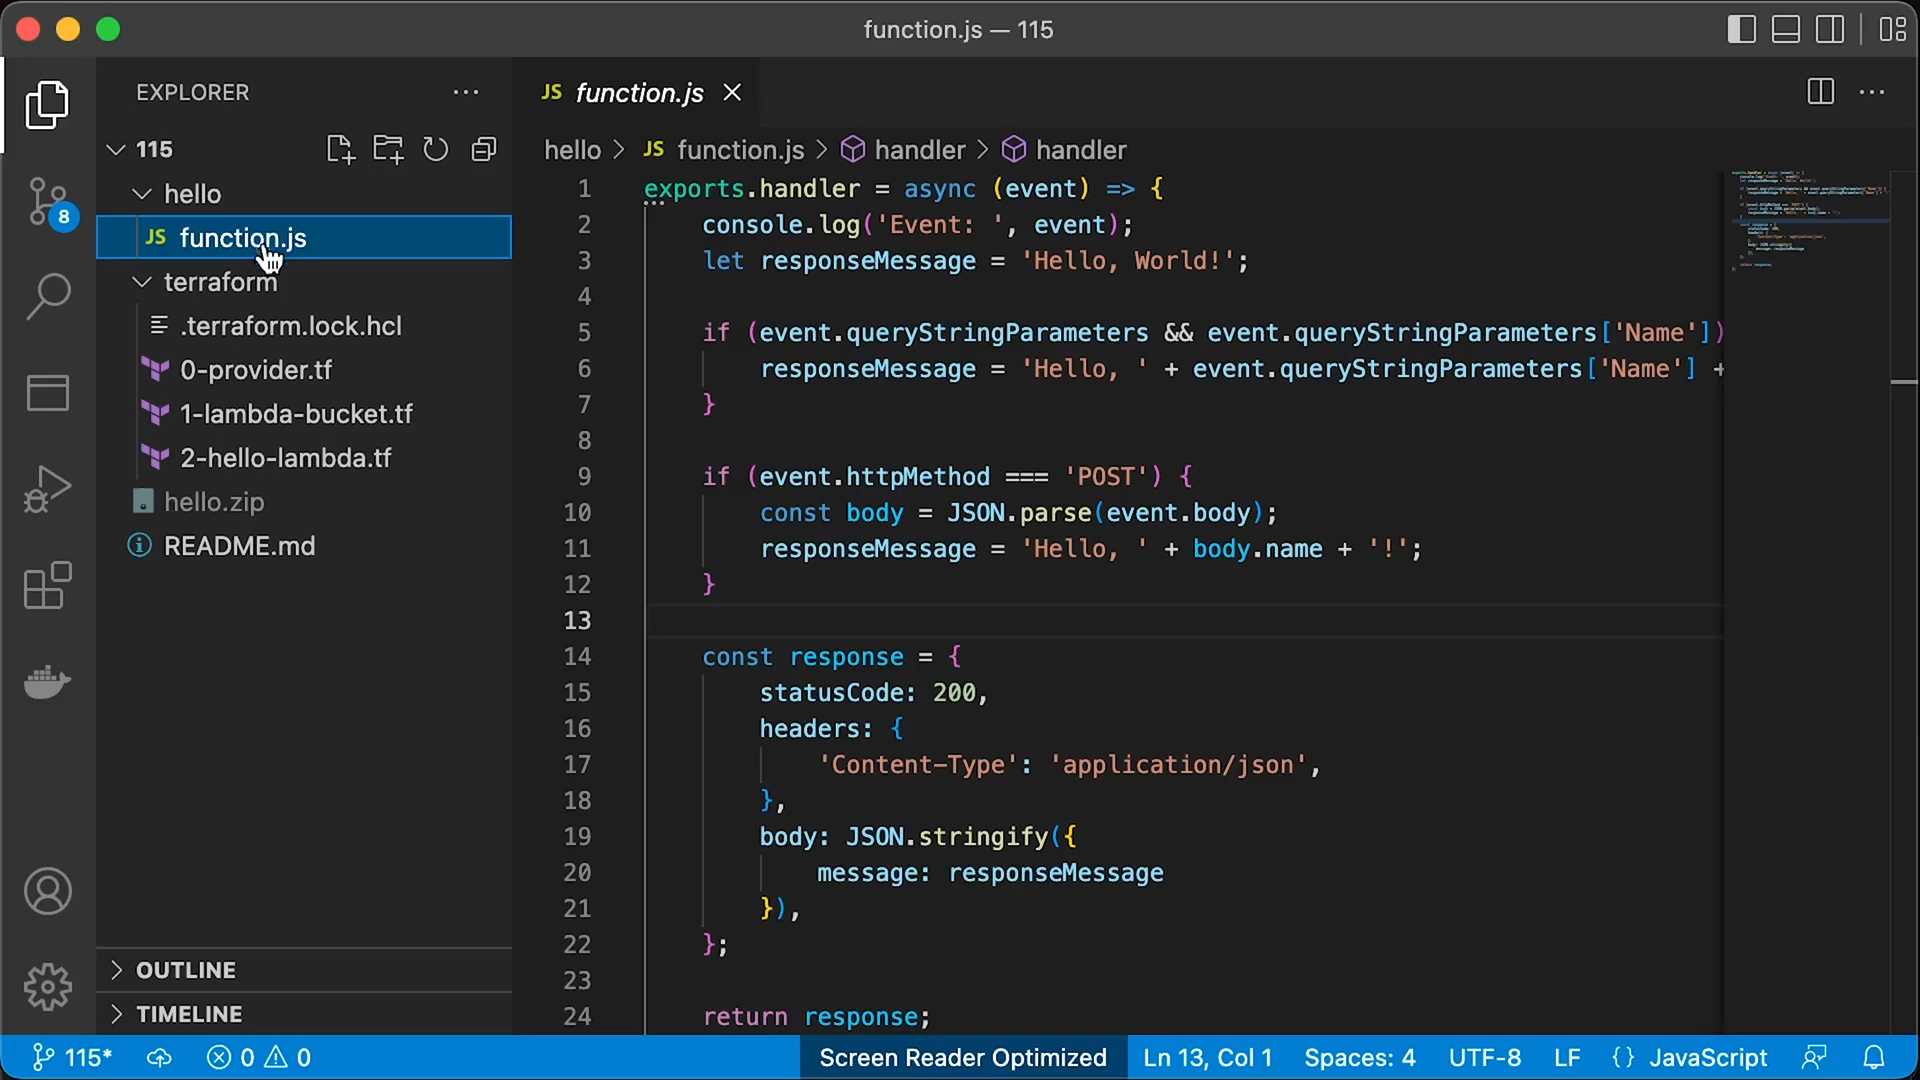 function.js — 115
EXPLORER
115
hello
JS function.js
terraform
.terraform.lock.hcl
0-provider.tf
1-lambda-bucket.tf
2-hello-lambda.tf
hello.zip
README.md
OUTLINE
TIMELINE
8
JS function.js
hello > JS function.js > handler > handler
1 exports.handler = async (event) => {
2 console.log('Event: ', event);
3 let responseMessage = 'Hello, World!';
4
5 if (event.queryStringParameters && event.queryStringParameters['Name'])
6 responseMessage = 'Hello, ' + event.queryStringParameters['Name'] +
7 }
8
9 if (event.httpMethod === 'POST') {
10 const body = JSON.parse(event.body);
11 responseMessage = 'Hello, ' + body.name + '!';
12 }
13
14 const response = {
15 statusCode: 200,
16 headers: {
17 'Content-Type': 'application/json',
18 },
19 body: JSON.stringify({
20 message: responseMessage
21 }),
22 };
23
24 return response;
115* 0 0 Screen Reader Optimized Ln 13, Col 1 Spaces: 4 UTF-8 LF {} JavaScript